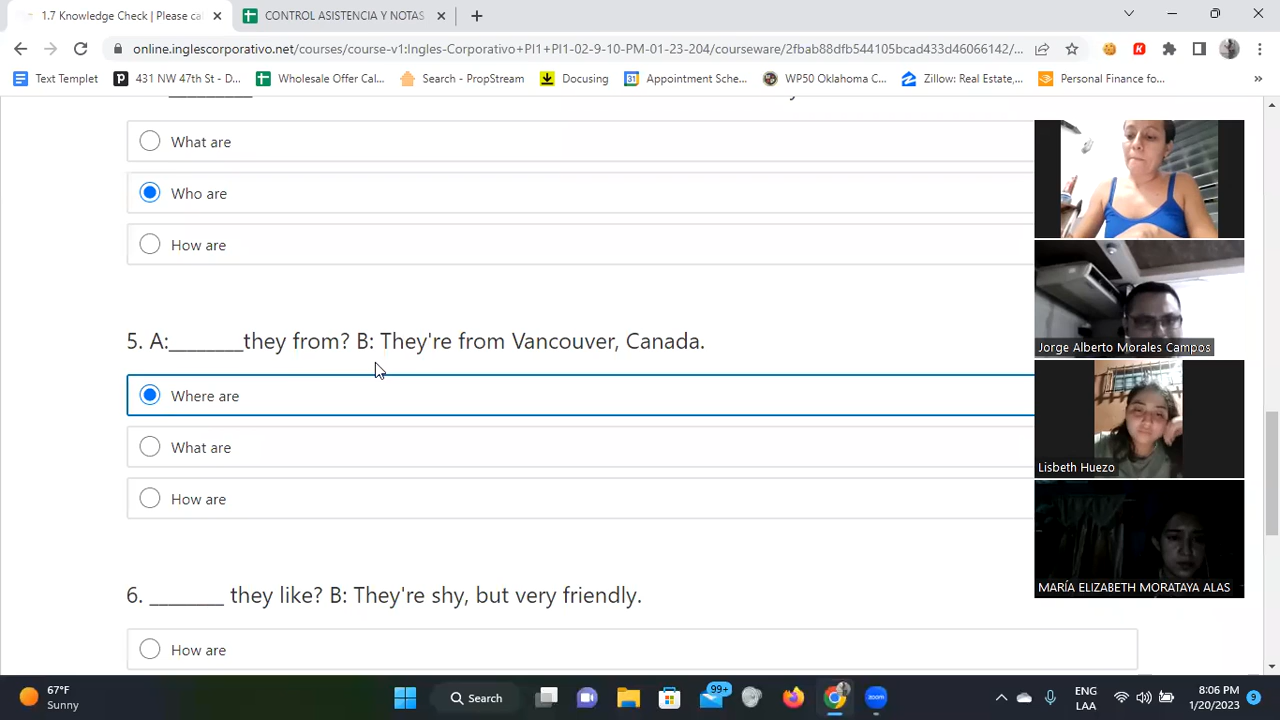 1.7 Knowledge Check | Please ca
CONTROL ASISTENCIA Y NOTAS
online.inglescorporativo.net/courses/course-v1:Ingles-Corporativo+PI1+PI1-02-9-10-PM-01-23-204/courseware/2fbab88dfb544105bcad433d46066142/...
Text Templet
431 NW 47th St - D...
Wholesale Offer Cal...
Search - PropStream
Docusing
Appointment Sche...
WP50 Oklahoma C...
Zillow: Real Estate,...
Personal Finance fo...
What are
Who are
How are
5. A:________they from? B: They're from Vancouver, Canada.
Where are
What are
How are
6. _______ they like? B: They're shy, but very friendly.
How are
Jorge Alberto Morales Campos
Lisbeth Huezo
MARÍA ELIZABETH MORATAYA ALAS
67°F
Sunny
Search
99+
ENG
LAA
8:06 PM
1/20/2023
9